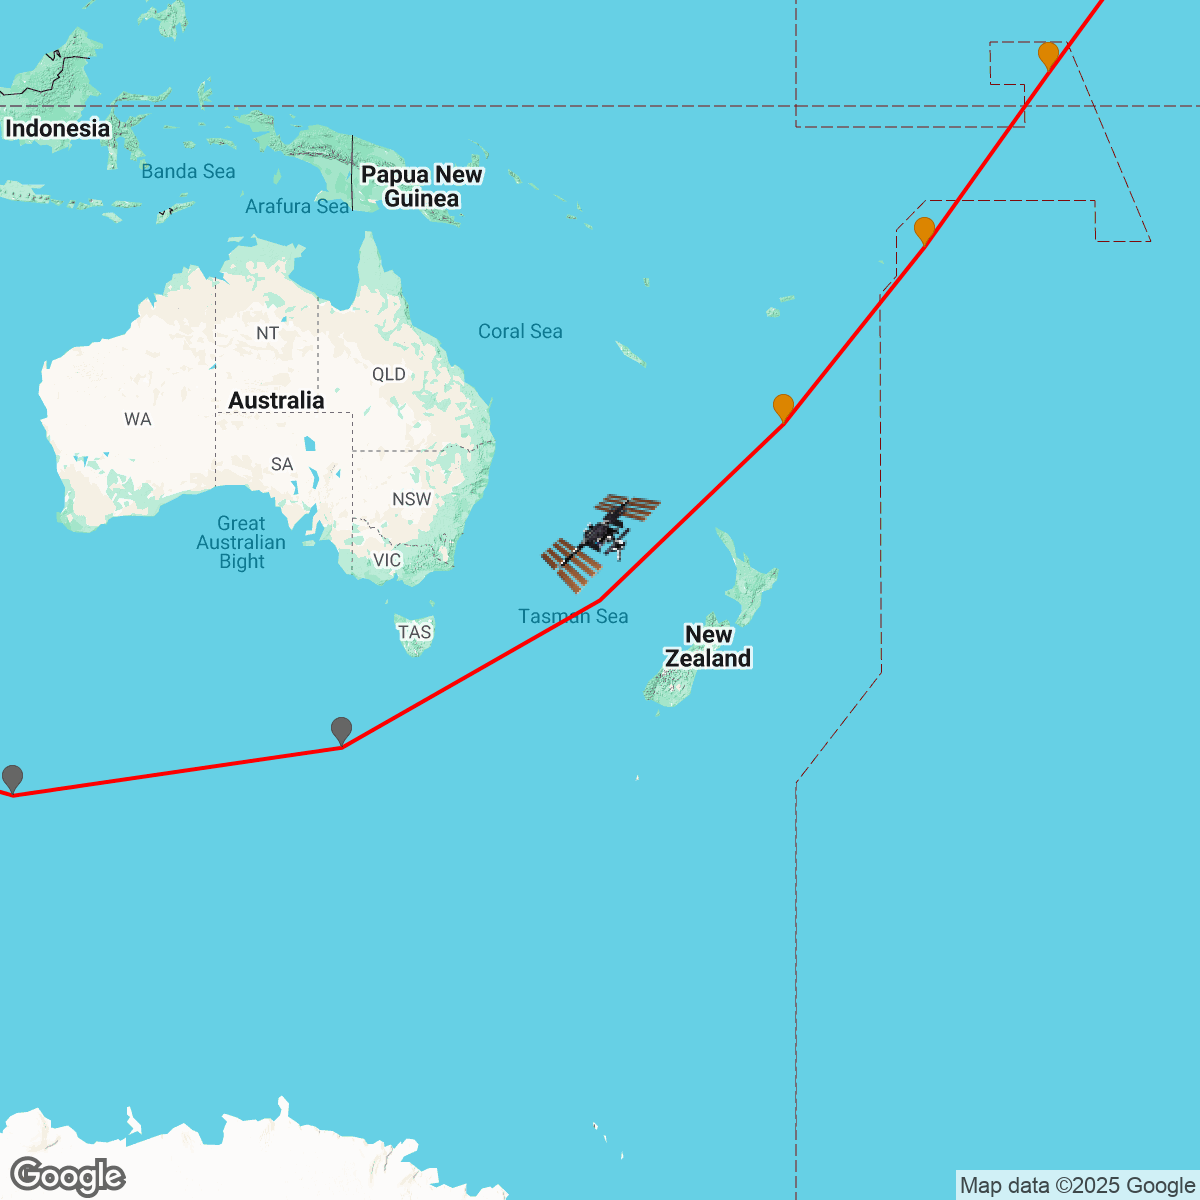 Indonesia
Banda Sea
Papua New
Guinea
Arafura Sea
NT
Coral Sea
QLD
Australia
WA
SA
NSW
Great
Australian
Bight
VIC
Tasman Sea
TAS
New
Zealand
Google
Map data ©2025 Google